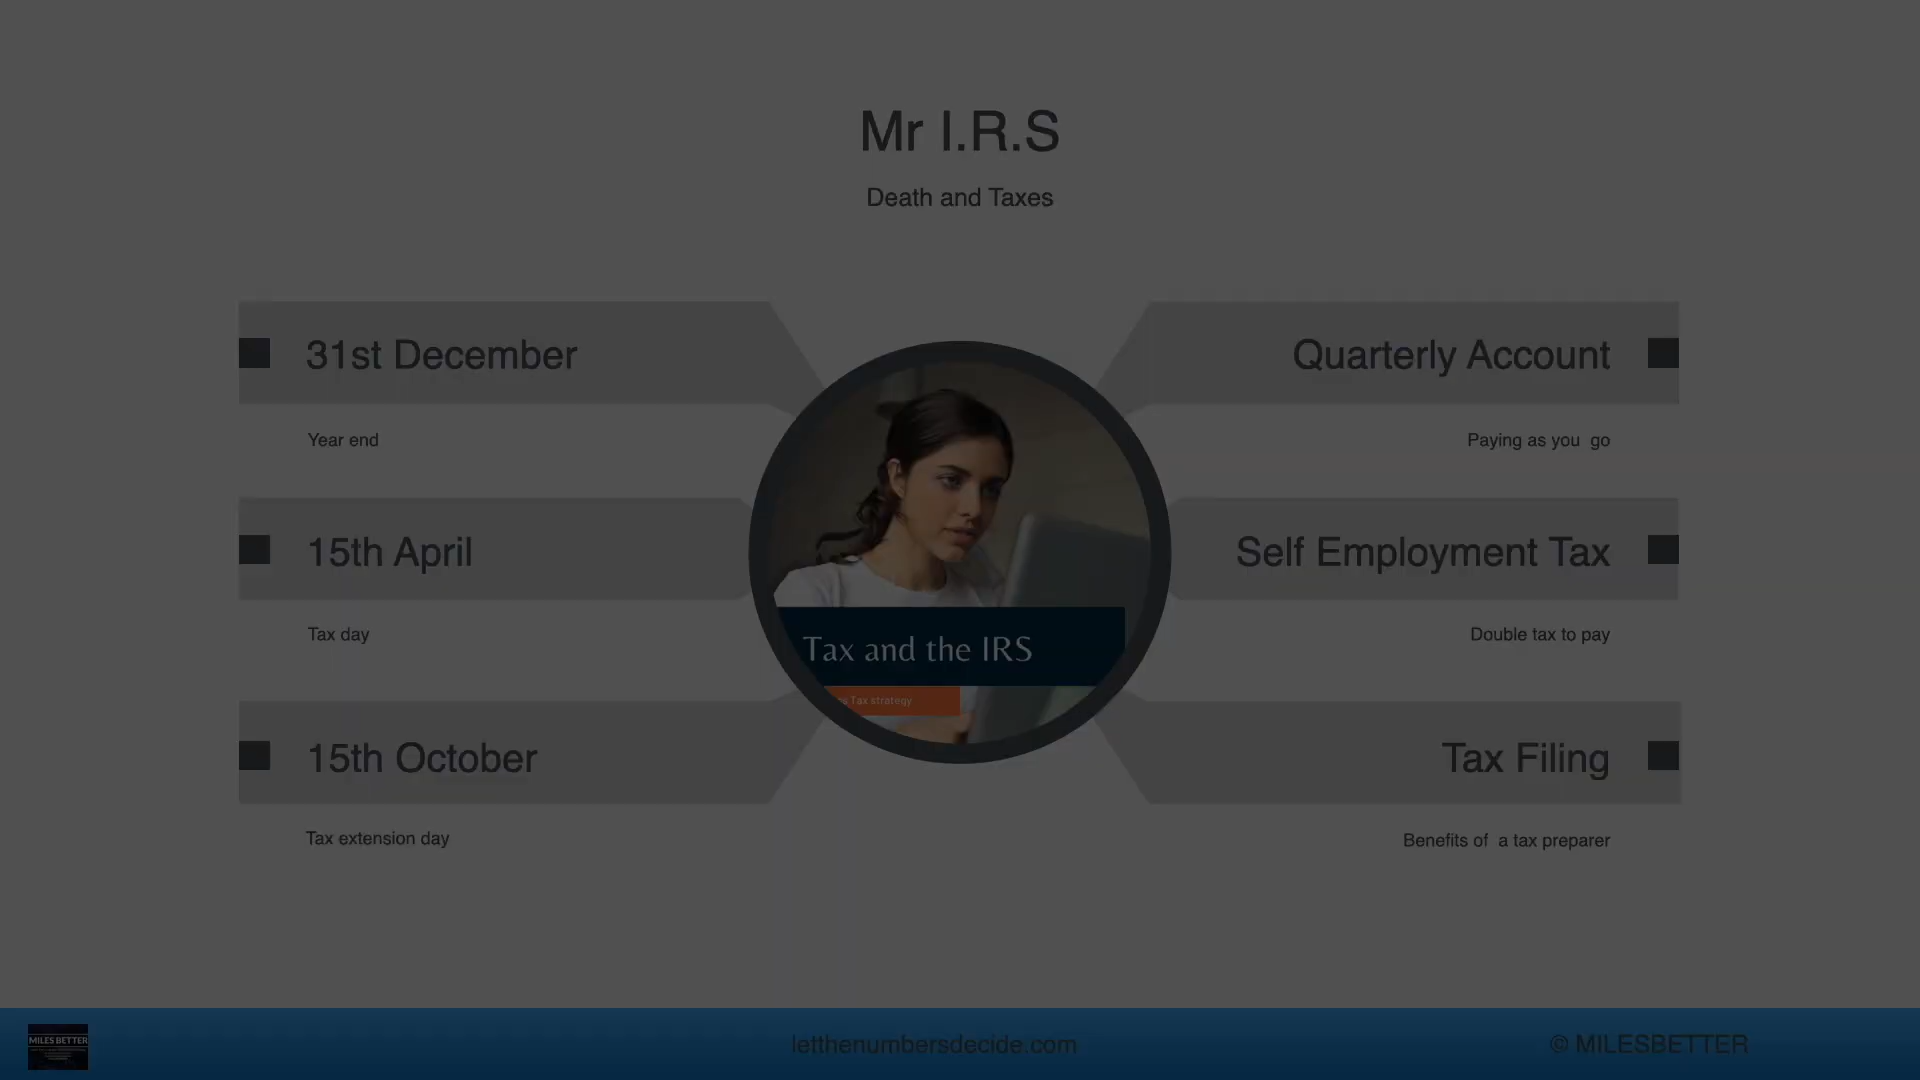 Mr I.R.S
Death and Taxes
31st December
Year end
15th April
Tax day
15th October
Tax extension day
Quarterly Account
Paying as you  go
Self Employment Tax
Double tax to pay
Tax Filing
Benefits of  a tax preparer
Tax and the IRS
Tax strategy
MILES BETTER
letthenumbersdecide.com
© MILESBETTER